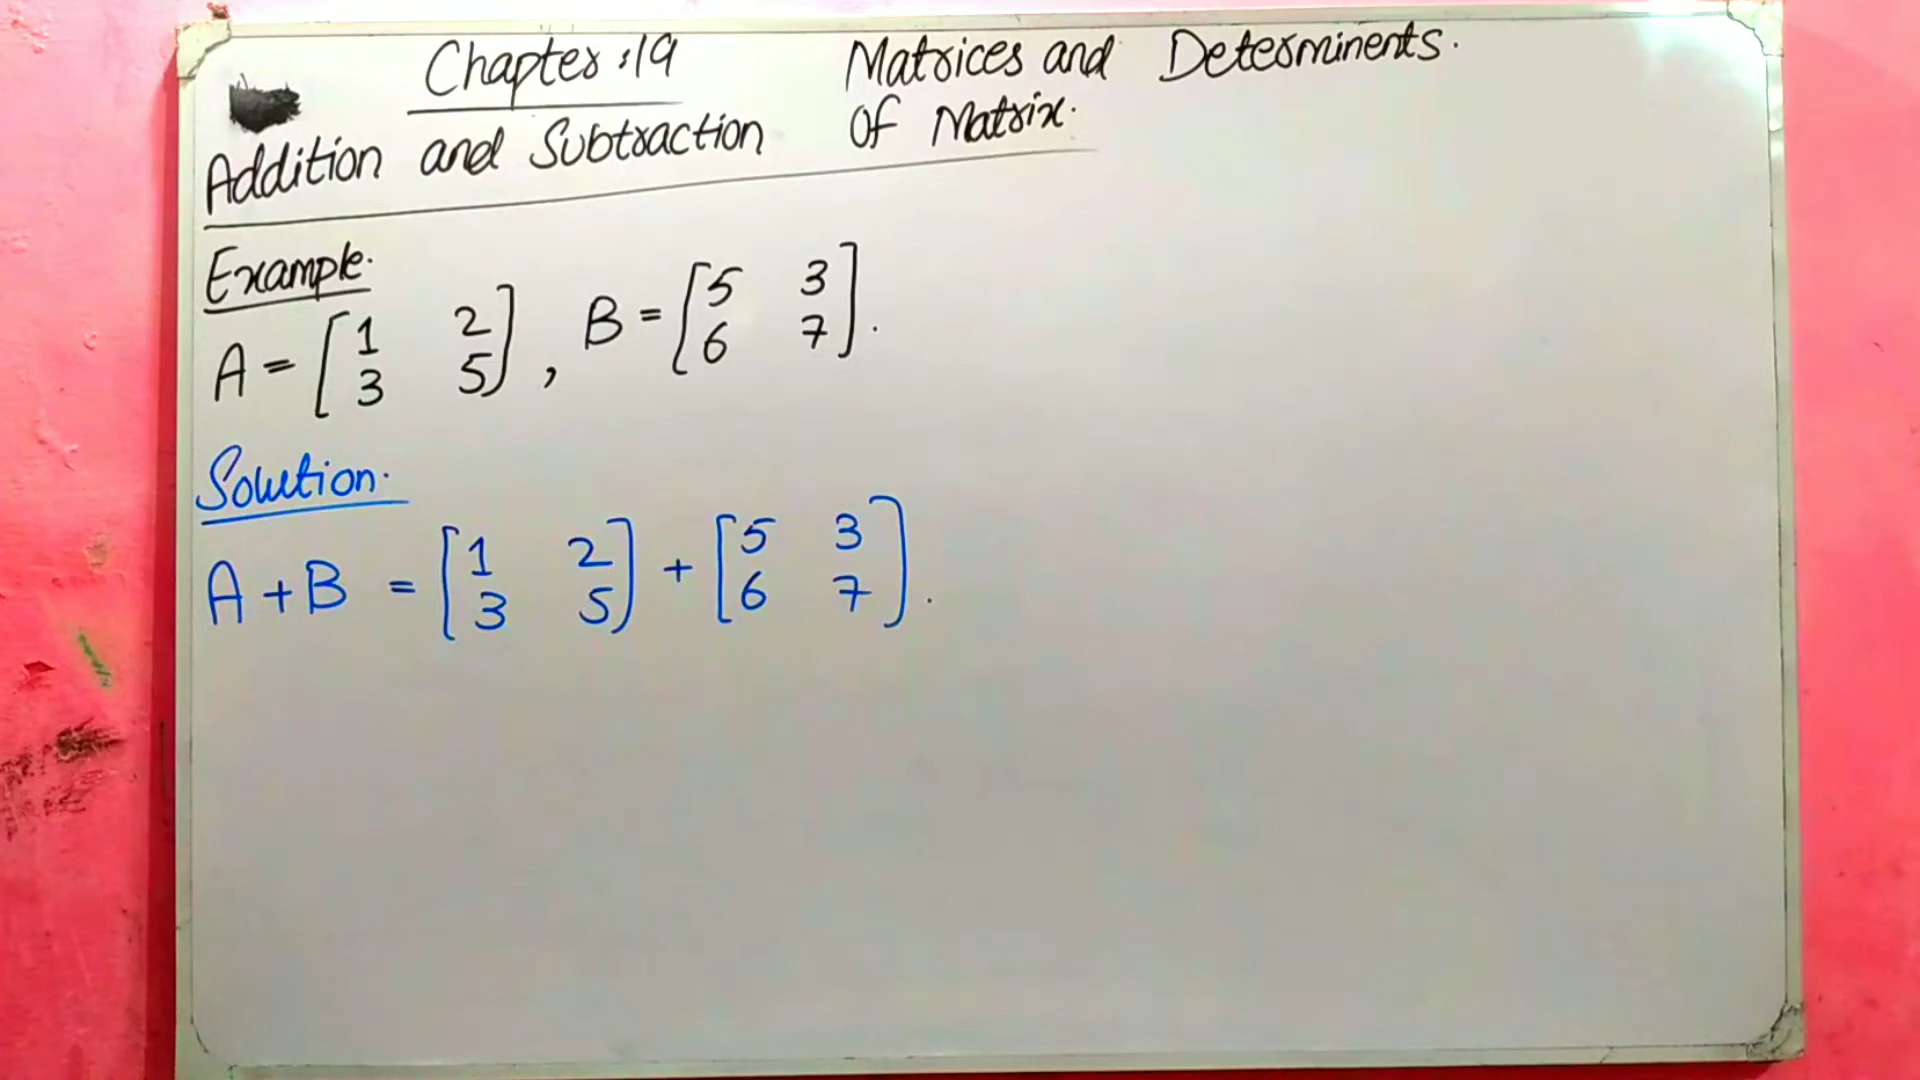 Chapter :19 Matrices and Determinents.
Addition and Subtraction Of Matrix.
Example.
A = [1 2
3 5], B = [5 3
6 7].
Solution.
A + B = [1 2
3 5] + [5 3
6 7].